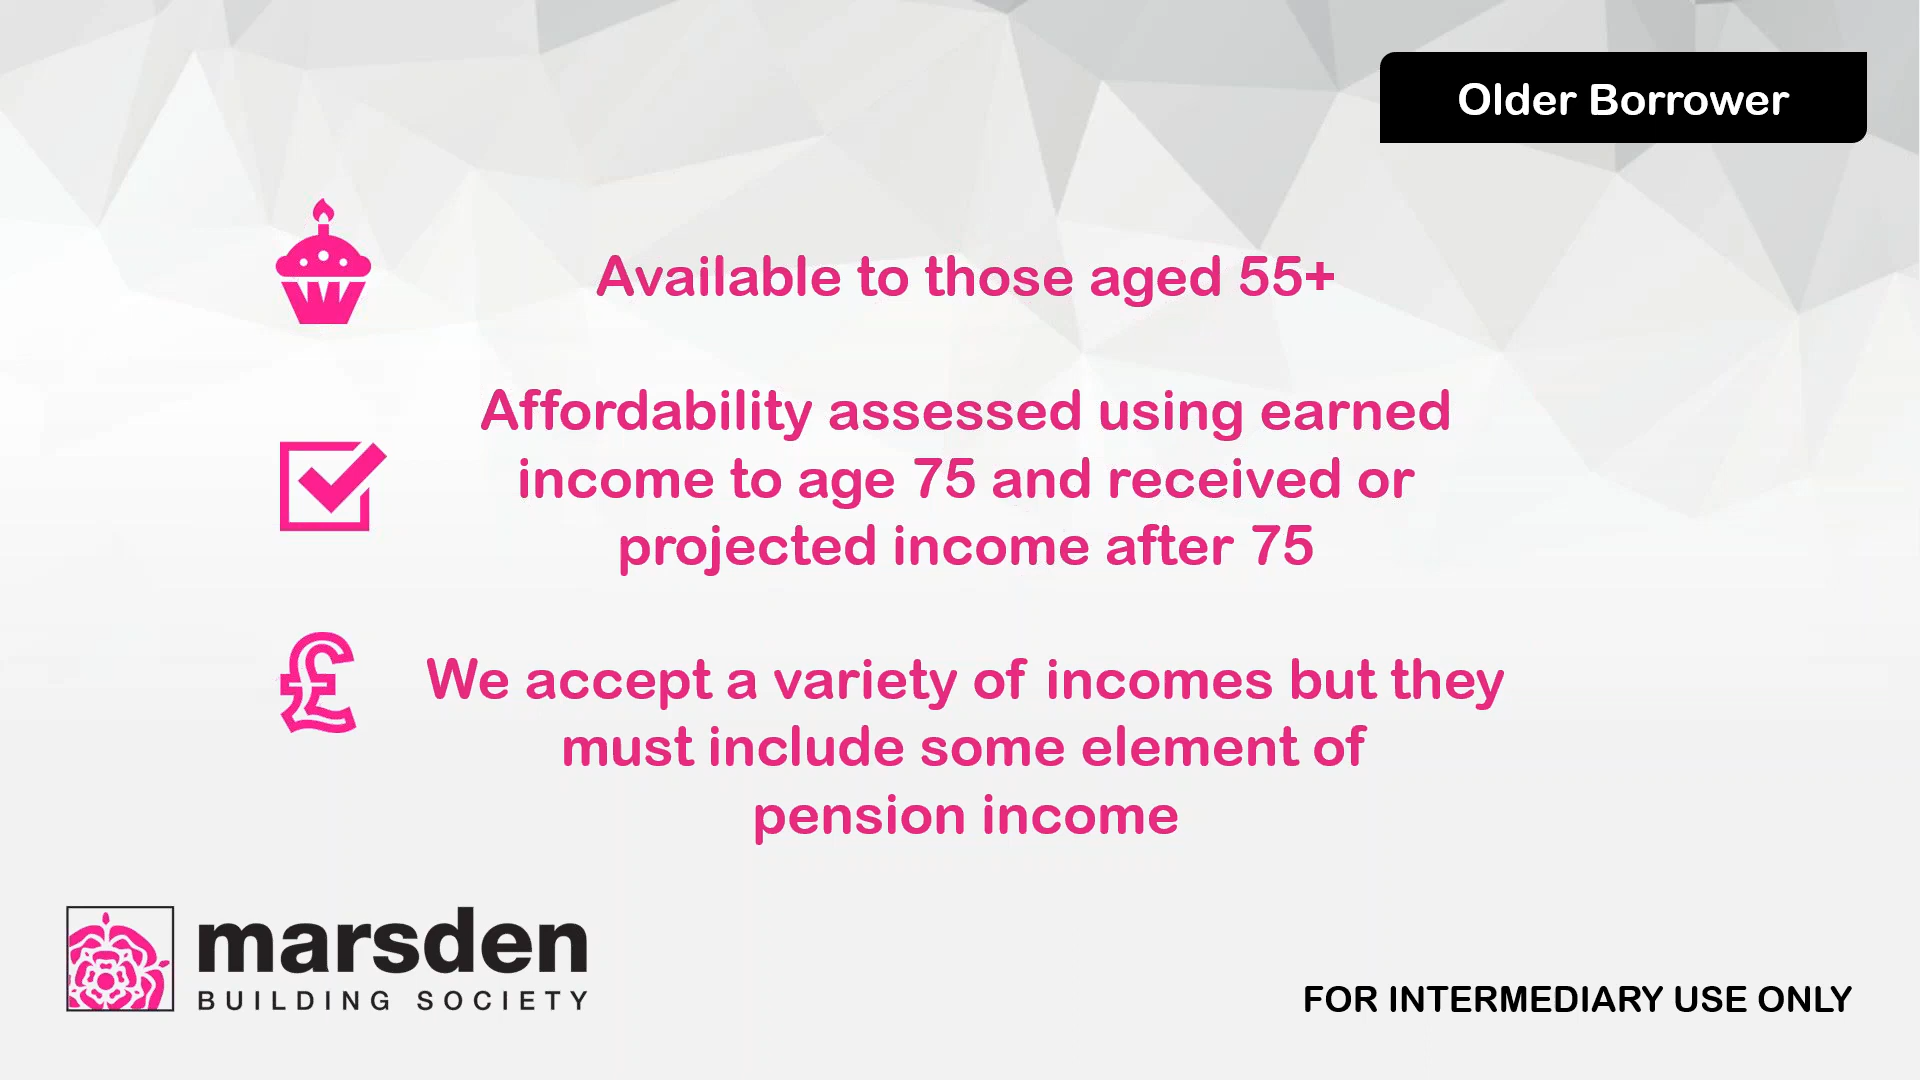 Older Borrower
Available to those aged 55+
Affordability assessed using earned
income to age 75 and received or
projected income after 75
We accept a variety of incomes but they
must include some element of
pension income
marsden
BUILDING SOCIETY
FOR INTERMEDIARY USE ONLY